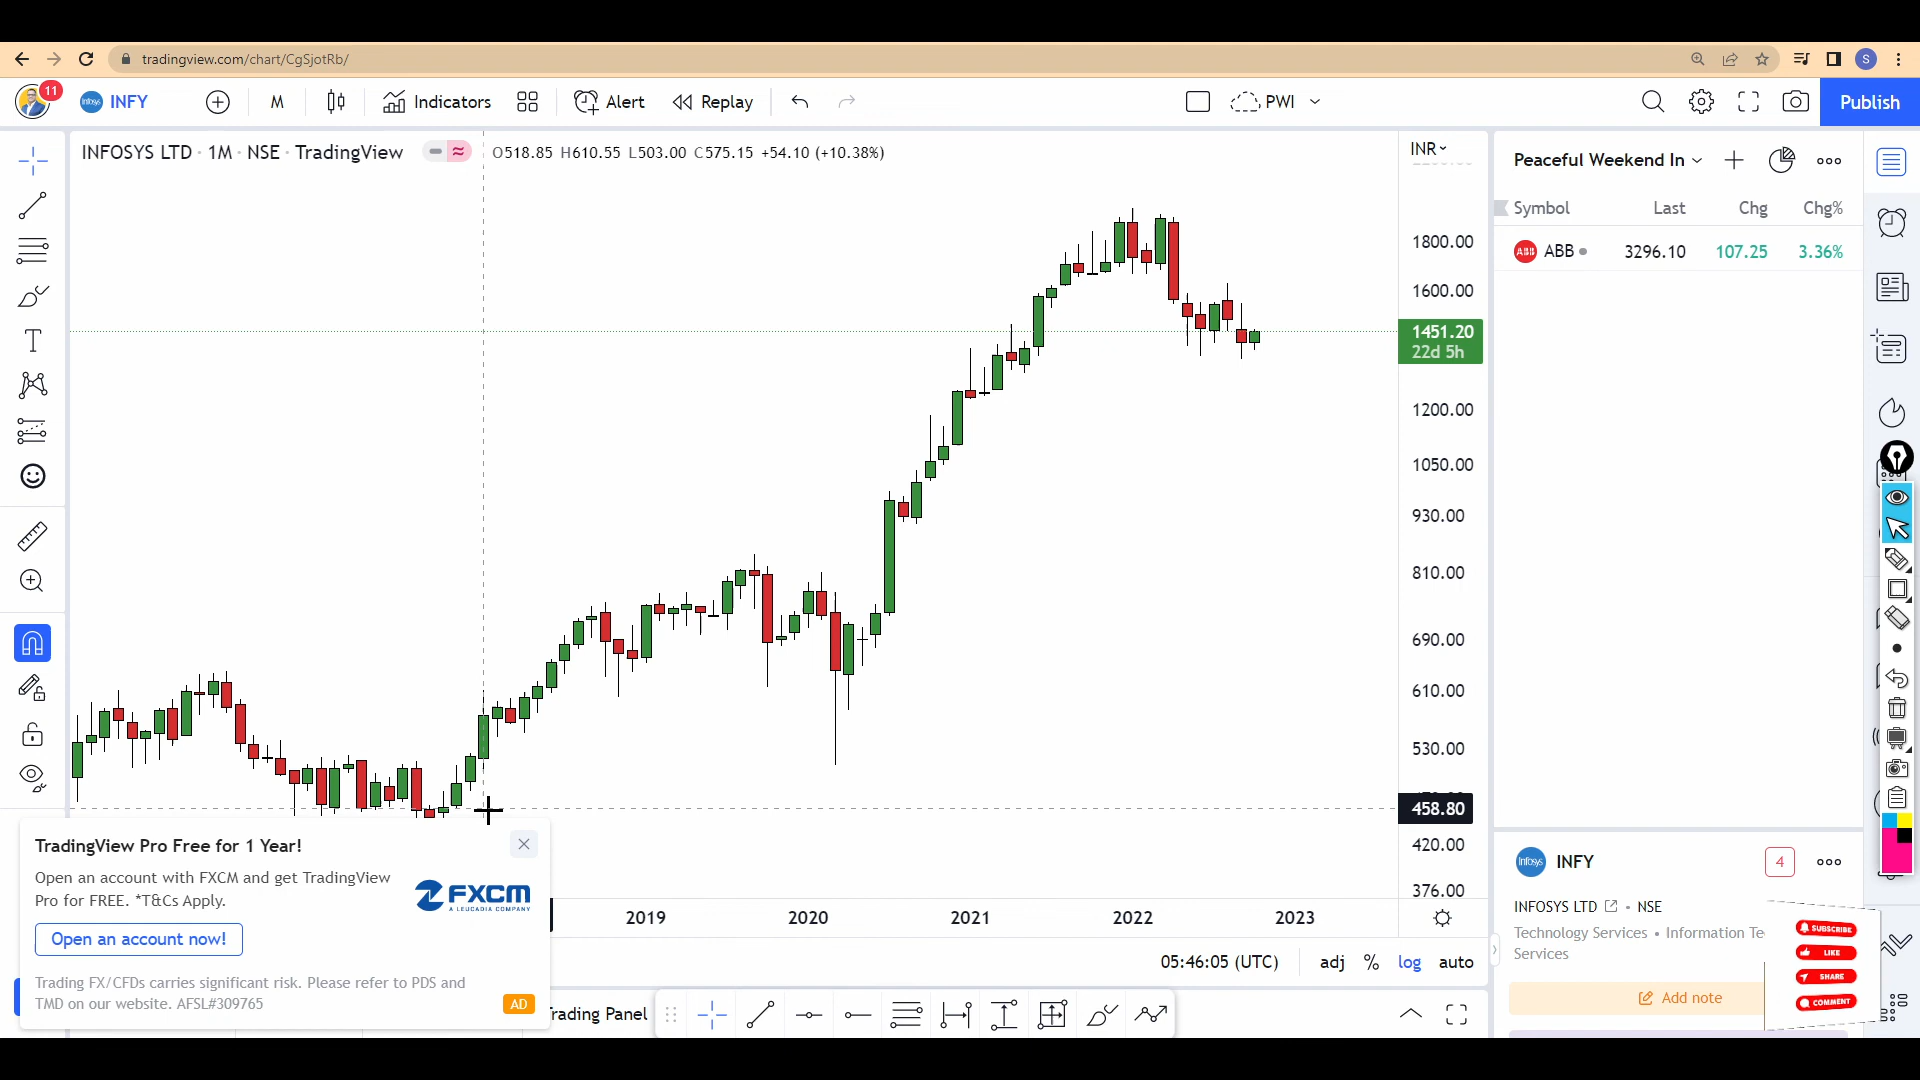 tradingview.com/chart/CgSjotRb/
S
11
INFY
M
Indicators
Alert
Replay
PWI
Publish
INFOSYS LTD · 1M · NSE · TradingView
O518.85 H610.55 L503.00 C575.15 +54.10 (+10.38%)
INR
1800.00
1600.00
1451.20
22d 5h
1200.00
1050.00
930.00
810.00
690.00
610.00
530.00
458.80
420.00
376.00
2019
2020
2021
2022
2023
05:46:05 (UTC)
adj
%
log
auto
Peaceful Weekend In
Symbol Last Chg Chg%
ABB 3296.10 107.25 3.36%
Infosys INFY 4
INFOSYS LTD · NSE
Technology Services • Information Te
Services
Add note
SUBSCRIBE
LIKE
SHARE
COMMENT
TradingView Pro Free for 1 Year!
Open an account with FXCM and get TradingView
Pro for FREE. *T&Cs Apply.
FXCM
A LEUCADIA COMPANY
Open an account now!
Trading FX/CFDs carries significant risk. Please refer to PDS and
TMD on our website. AFSL#309765
AD
rading Panel